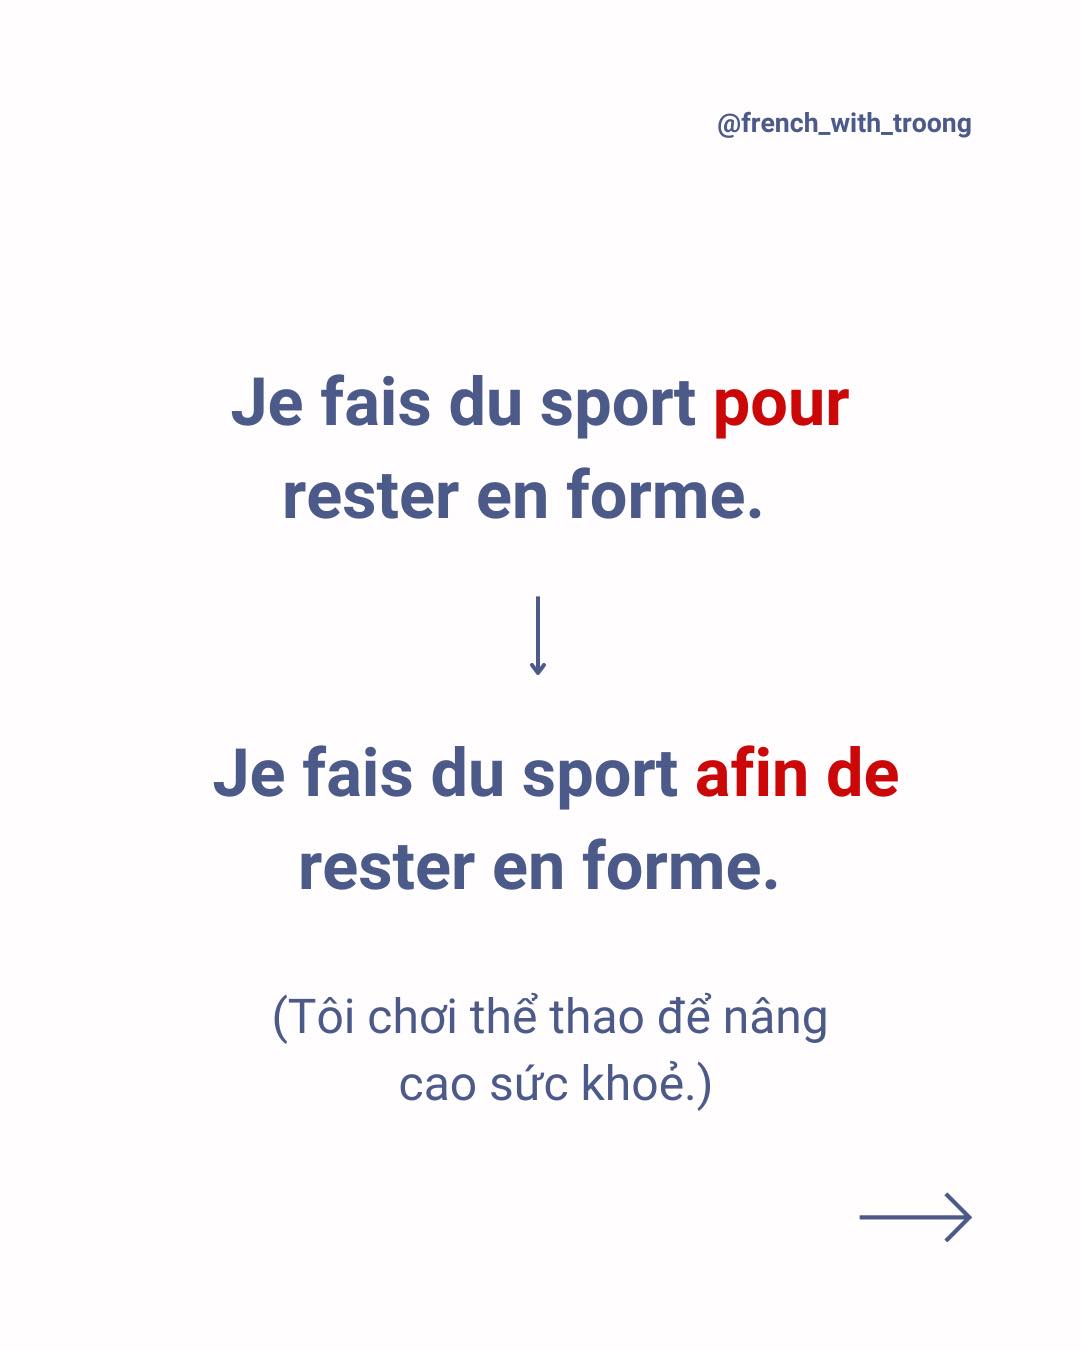 @french_with_troong
Je fais du sport pour
rester en forme.
Je fais du sport afin de
rester en forme.
(Tôi chơi thể thao để nâng
cao sức khoẻ.)